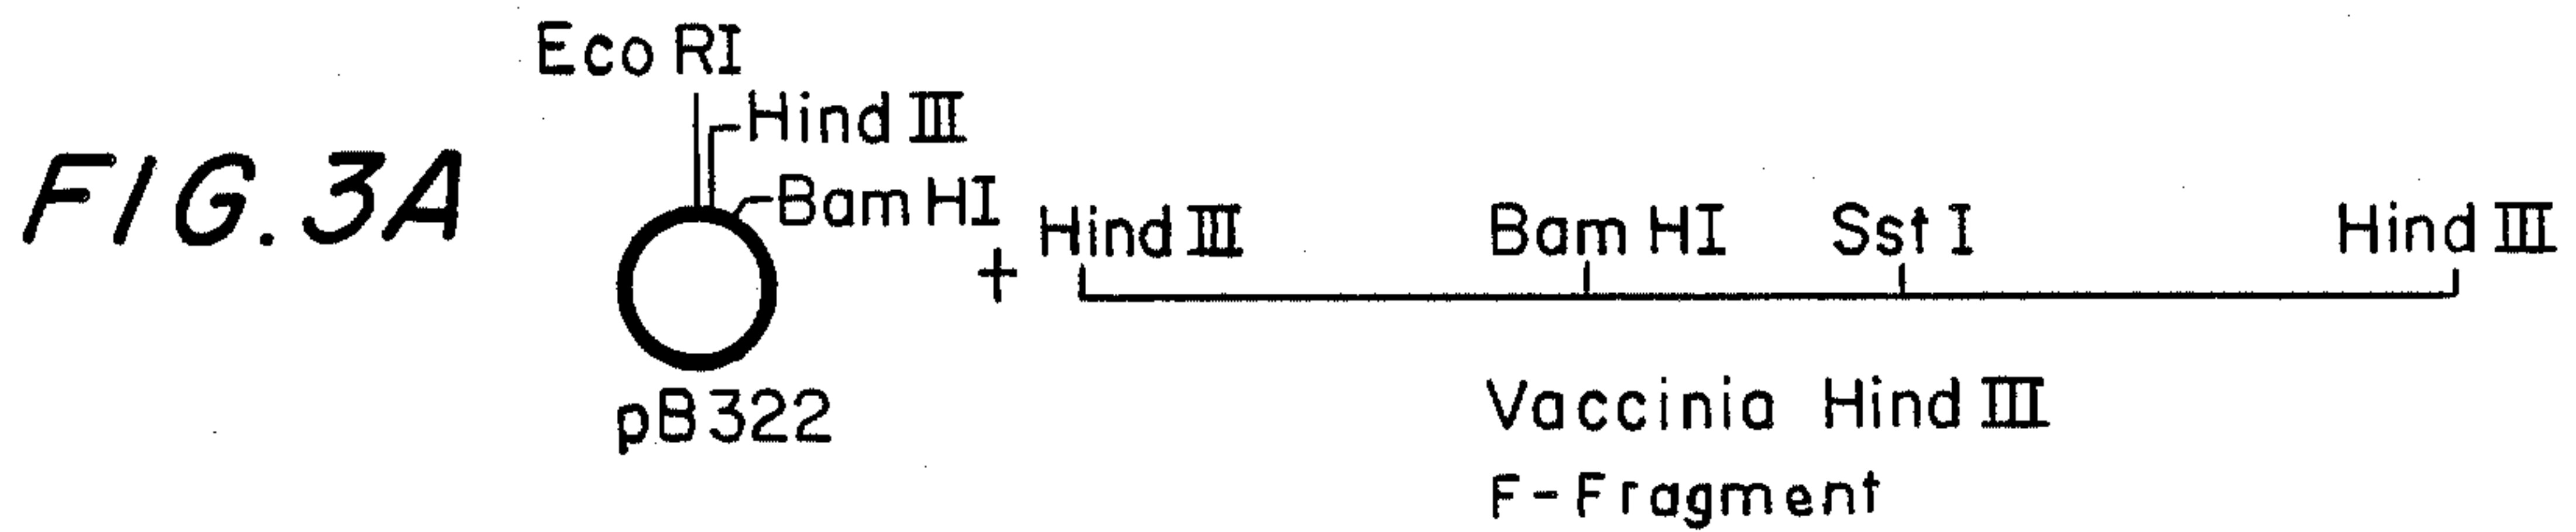 FIG. 3A
Eco RI
Hind III
Bam HI
pB322
+
Hind III
Bam HI
Sst I
Hind III
Vaccinia Hind III
F-Fragment